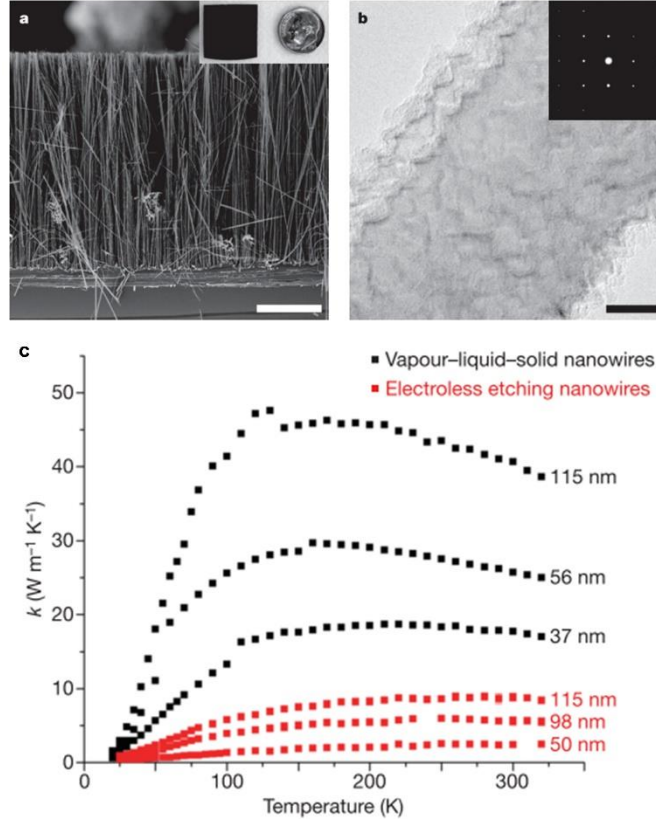 a
b
c
Vapour–liquid–solid nanowires
Electroless etching nanowires
50
40
30
20
10
0
k (W m⁻¹ K⁻¹)
115 nm
56 nm
37 nm
115 nm
98 nm
50 nm
0
100
200
300
Temperature (K)